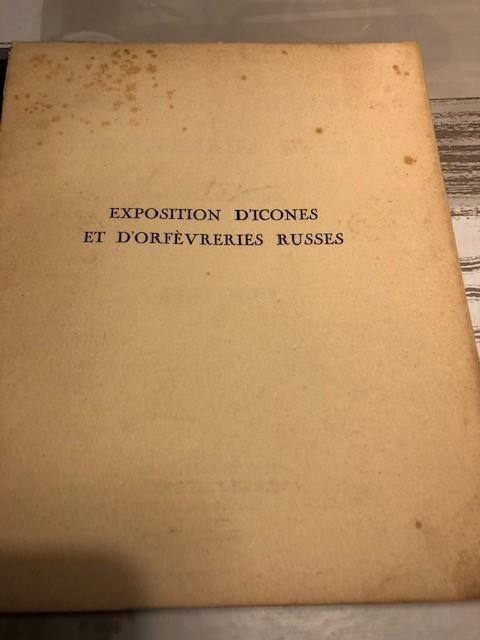 EXPOSITION D'ICONES
ET D'ORFÈVRERIES RUSSES